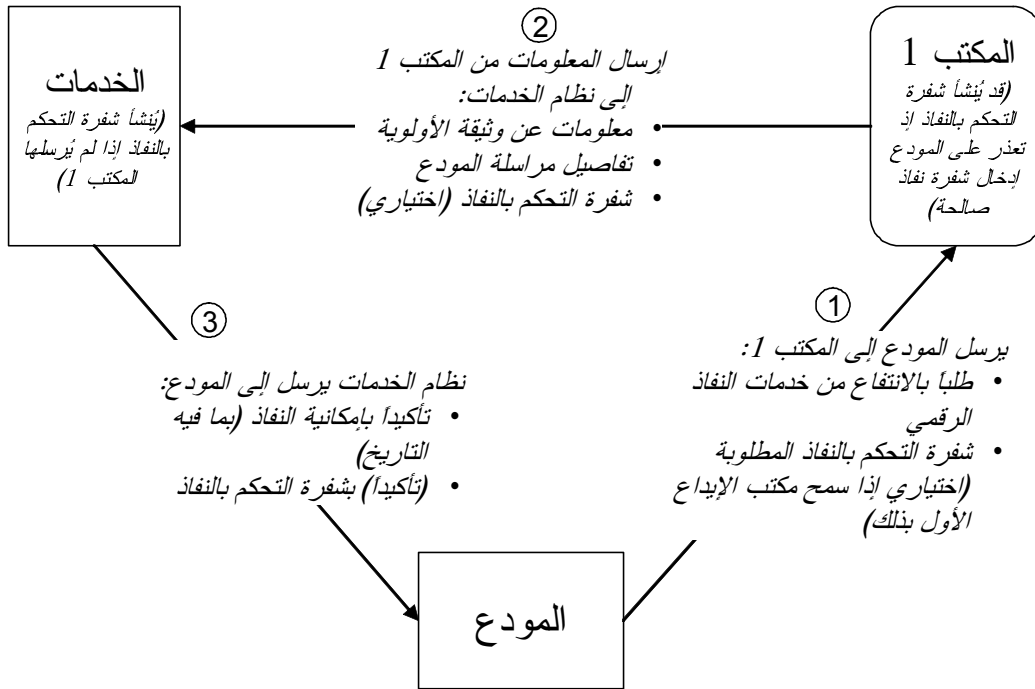 المكتب 1
(قد يُنشأ شفرة
التحكم بالنفاذ إذ
تعذر على المودع
إدخال شفرة نفاذ
صالحة)
②
إرسال المعلومات من المكتب 1
إلى نظام الخدمات:
• معلومات عن وثيقة الأولوية
• تفاصيل مراسلة المودع
• شفرة التحكم بالنفاذ (اختياري)
الخدمات
(يُنشأ شفرة التحكم
بالنفاذ إذا لم يُرسلها
المكتب 1)
①
يرسل المودع إلى المكتب 1:
• طلباً بالانتفاع من خدمات النفاذ
الرقمي
• شفرة التحكم بالنفاذ المطلوبة
(اختياري إذا سمح مكتب الإيداع
الأول بذلك)
③
نظام الخدمات يرسل إلى المودع:
• تأكيداً بإمكانية النفاذ (بما فيه
التاريخ)
• (تأكيداً) بشفرة التحكم بالنفاذ
المودع